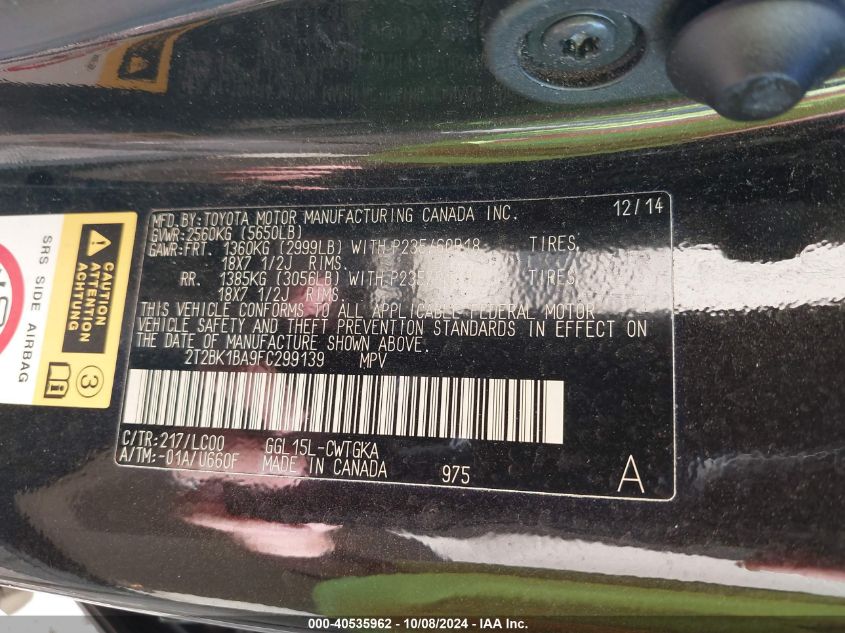 MFD.BY:TOYOTA MOTOR MANUFACTURING CANADA INC. 12/14
GVWR:2560KG (5650LB)
GAWR:FRT. 1360KG (2999LB) WITH P235/60R18 TIRES,
18X7 1/2J RIMS.
RR. 1385KG (3056LB) WITH P235/ TIRES,
18X7 1/2J RIMS.
THIS VEHICLE CONFORMS TO ALL APPLICABLE FEDERAL MOTOR
VEHICLE SAFETY AND THEFT PREVENTION STANDARDS IN EFFECT ON
THE DATE OF MANUFACTURE SHOWN ABOVE.
2T2BK1BA9FC299139 MPV
C/TR:217/LC00 GGL15L-CWTGKA
A/TM:-01A/U660F MADE IN CANADA 975 A
SRS SIDE AIRBAG
ATTENTION
ACHTUNG
3
000-40535962 - 10/08/2024 - IAA Inc.